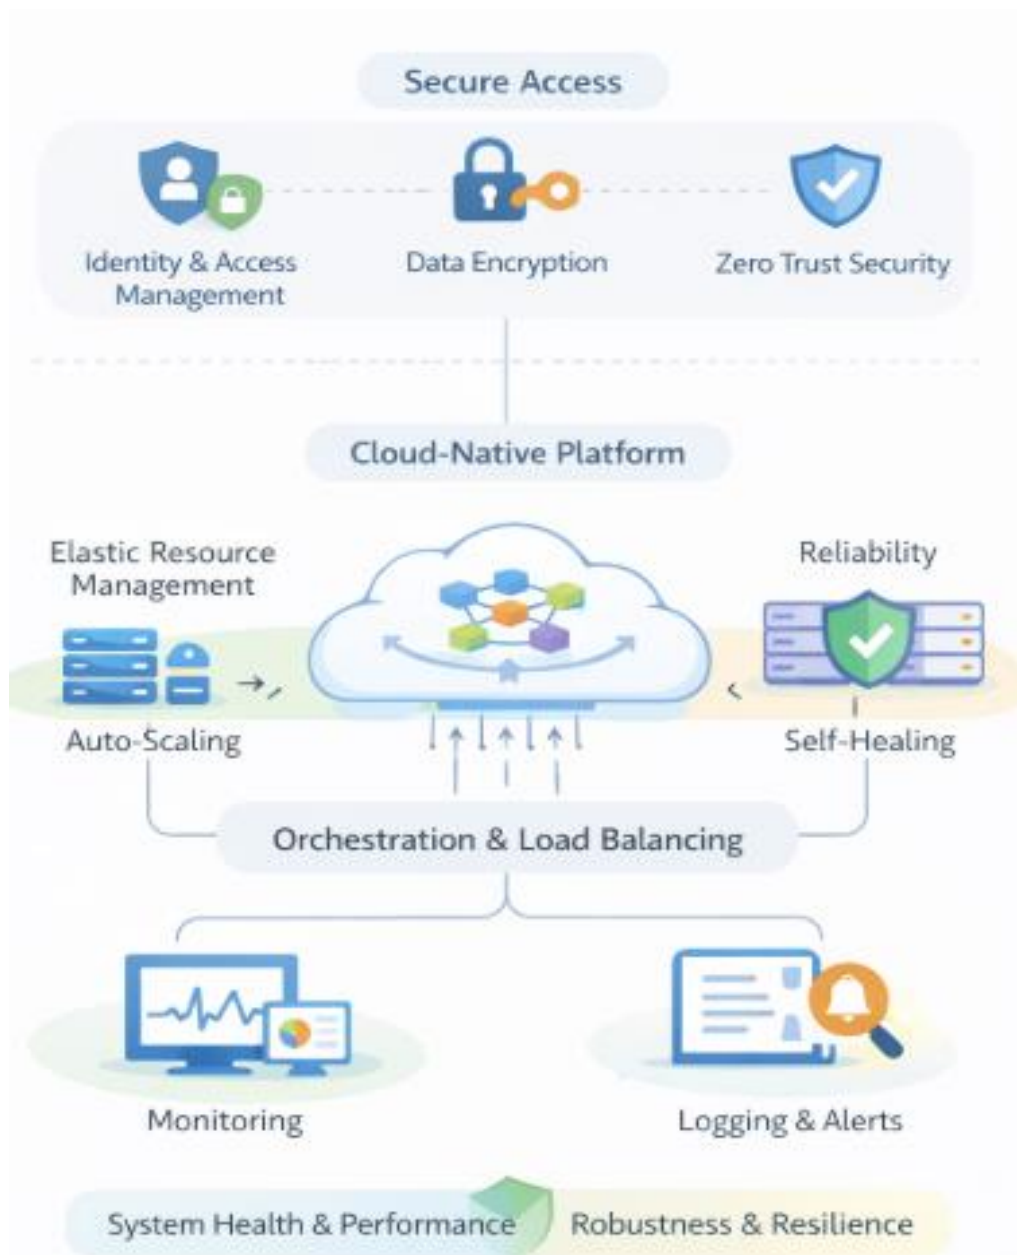 Secure Access
Identity & Access
Management
Data Encryption
Zero Trust Security
Cloud-Native Platform
Elastic Resource
Management
Reliability
Auto-Scaling
Self-Healing
Orchestration & Load Balancing
Monitoring
Logging & Alerts
System Health & Performance
Robustness & Resilience